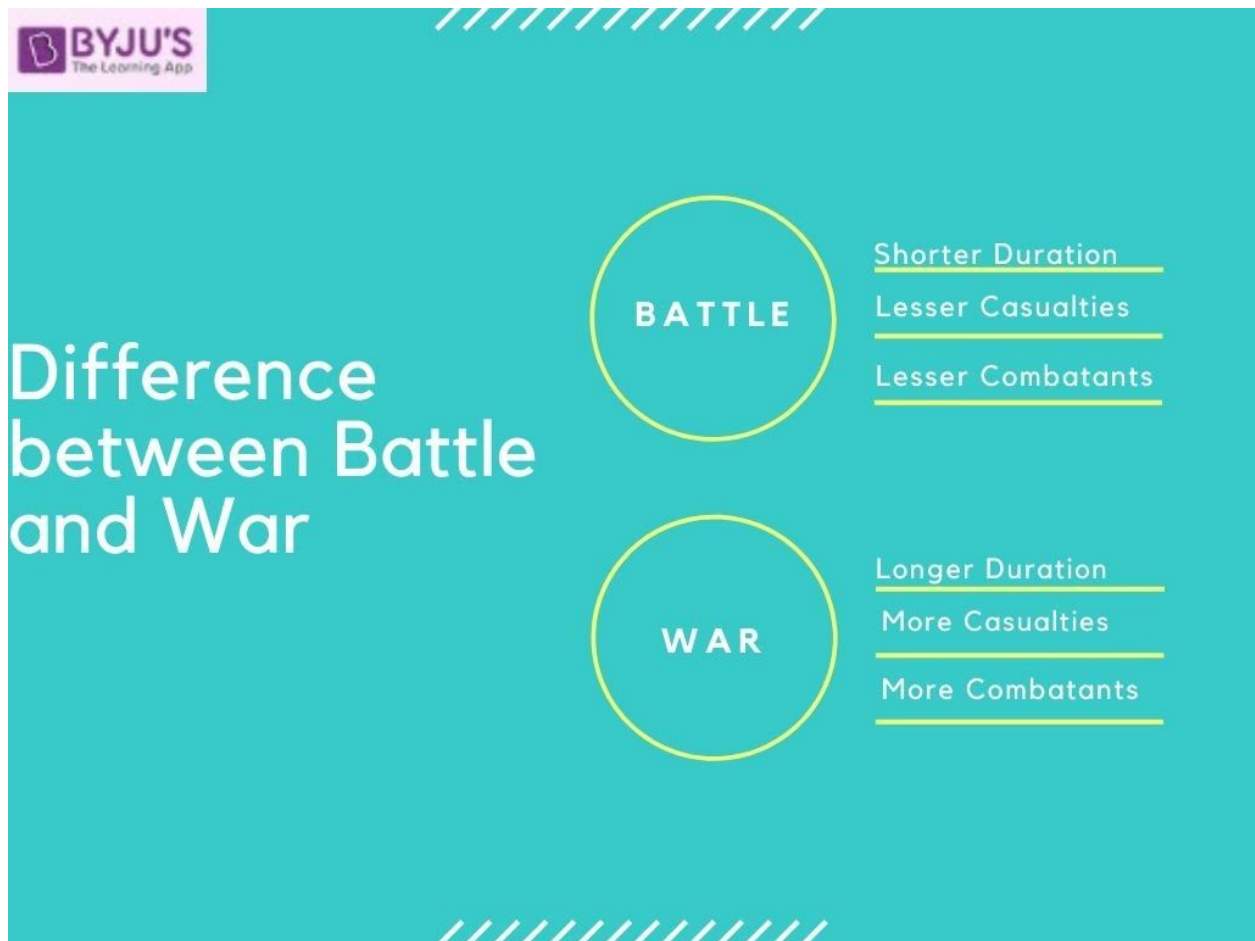 BYJU'S
The Learning App
Difference
between Battle
and War
BATTLE
Shorter Duration
Lesser Casualties
Lesser Combatants
WAR
Longer Duration
More Casualties
More Combatants